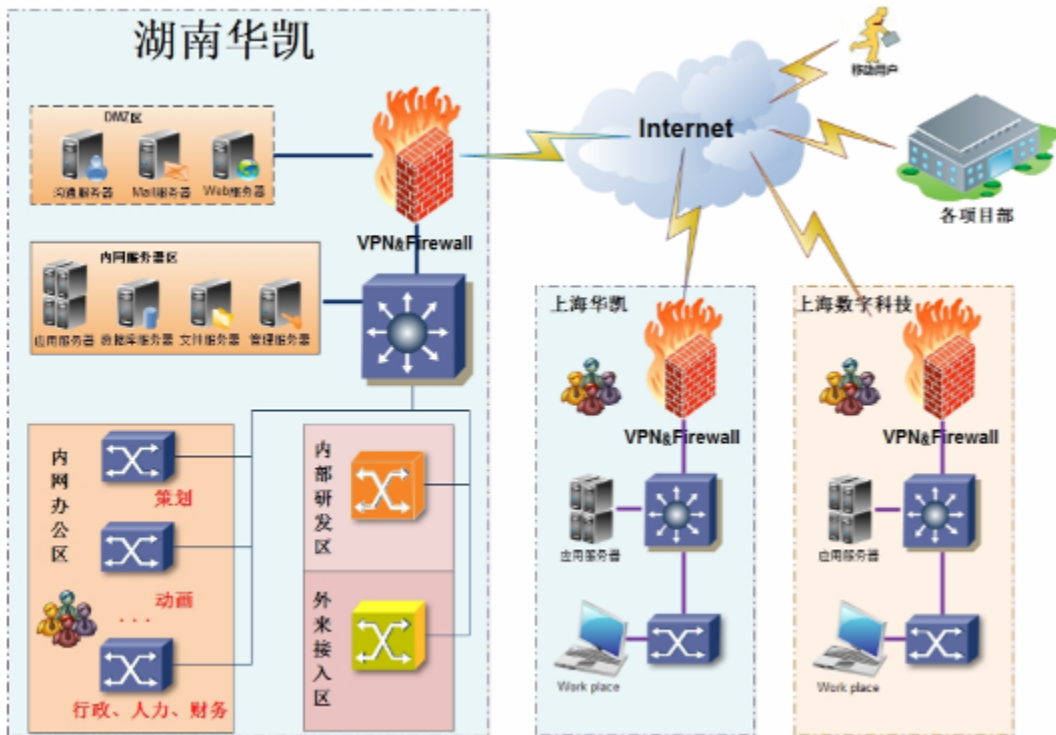 湖南华凯
DMZ区
沟通服务器
Mail服务器
Web服务器
VPN&Firewall
内网服务器区
应用服务器
数据库服务器
文件服务器
管理服务器
内网办公区
策划
动画
...
行政、人力、财务
内部研发区
外来接入区
Internet
移动用户
各项目部
上海华凯
VPN&Firewall
应用服务器
Work place
上海数字科技
VPN&Firewall
应用服务器
Work place